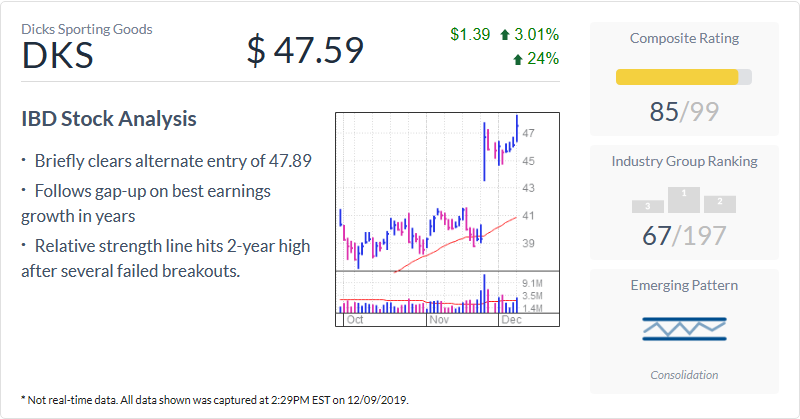 Dicks Sporting Goods
DKS
$ 47.59
$1.39 3.01%
24%
IBD Stock Analysis
• Briefly clears alternate entry of 47.89
• Follows gap-up on best earnings
growth in years
• Relative strength line hits 2-year high
after several failed breakouts.
47
45
43
41
39
9.1M
3.5M
1.4M
Oct Nov Dec
Composite Rating
85/99
Industry Group Ranking
3 1 2
67/197
Emerging Pattern
Consolidation
* Not real-time data. All data shown was captured at 2:29PM EST on 12/09/2019.